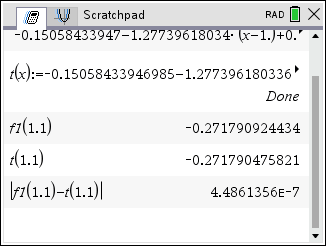 Scratchpad RAD
-0.15058433947-1.27739618034·(x-1.)+0.
t(x):=-0.15058433946985-1.277396180336
Done
f1(1.1) -0.271790924434
t(1.1) -0.271790475821
|f1(1.1)-t(1.1)| 4.4861356E-7